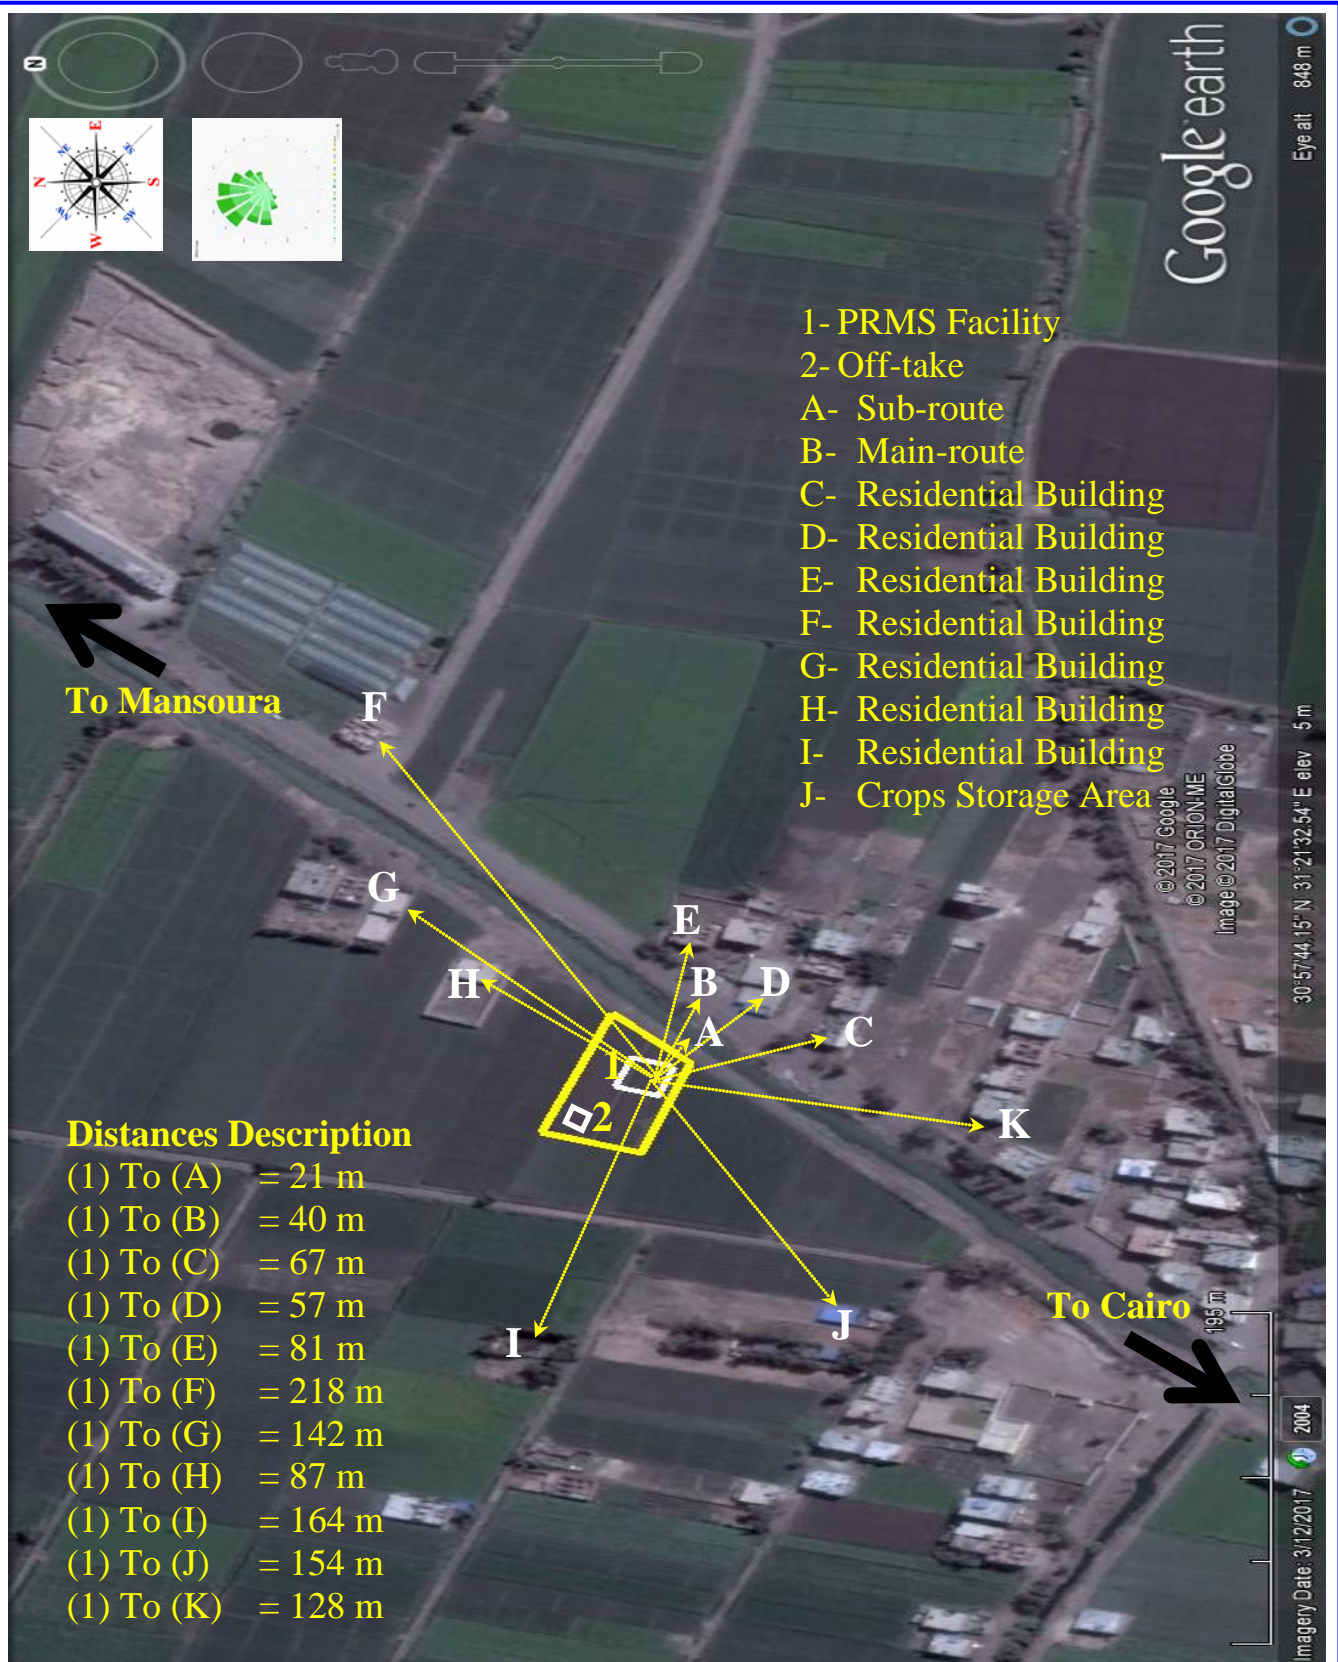 N
N
NE
E
SE
S
SW
W
NW
Google earth
Eye alt 848 m
1- PRMS Facility
2- Off-take
A- Sub-route
B- Main-route
C- Residential Building
D- Residential Building
E- Residential Building
F- Residential Building
G- Residential Building
H- Residential Building
I- Residential Building
J- Crops Storage Area
To Mansoura
F
G
E
H
B
D
A
C
1
2
K
I
J
© 2017 Google
© 2017 ORION-ME
Image © 2017 DigitalGlobe
30°57'44.15" N 31°21'32.54" E elev 5 m
Distances Description
(1) To (A) = 21 m
(1) To (B) = 40 m
(1) To (C) = 67 m
(1) To (D) = 57 m
(1) To (E) = 81 m
(1) To (F) = 218 m
(1) To (G) = 142 m
(1) To (H) = 87 m
(1) To (I) = 164 m
(1) To (J) = 154 m
(1) To (K) = 128 m
To Cairo
195 m
2004
Imagery Date: 3/12/2017